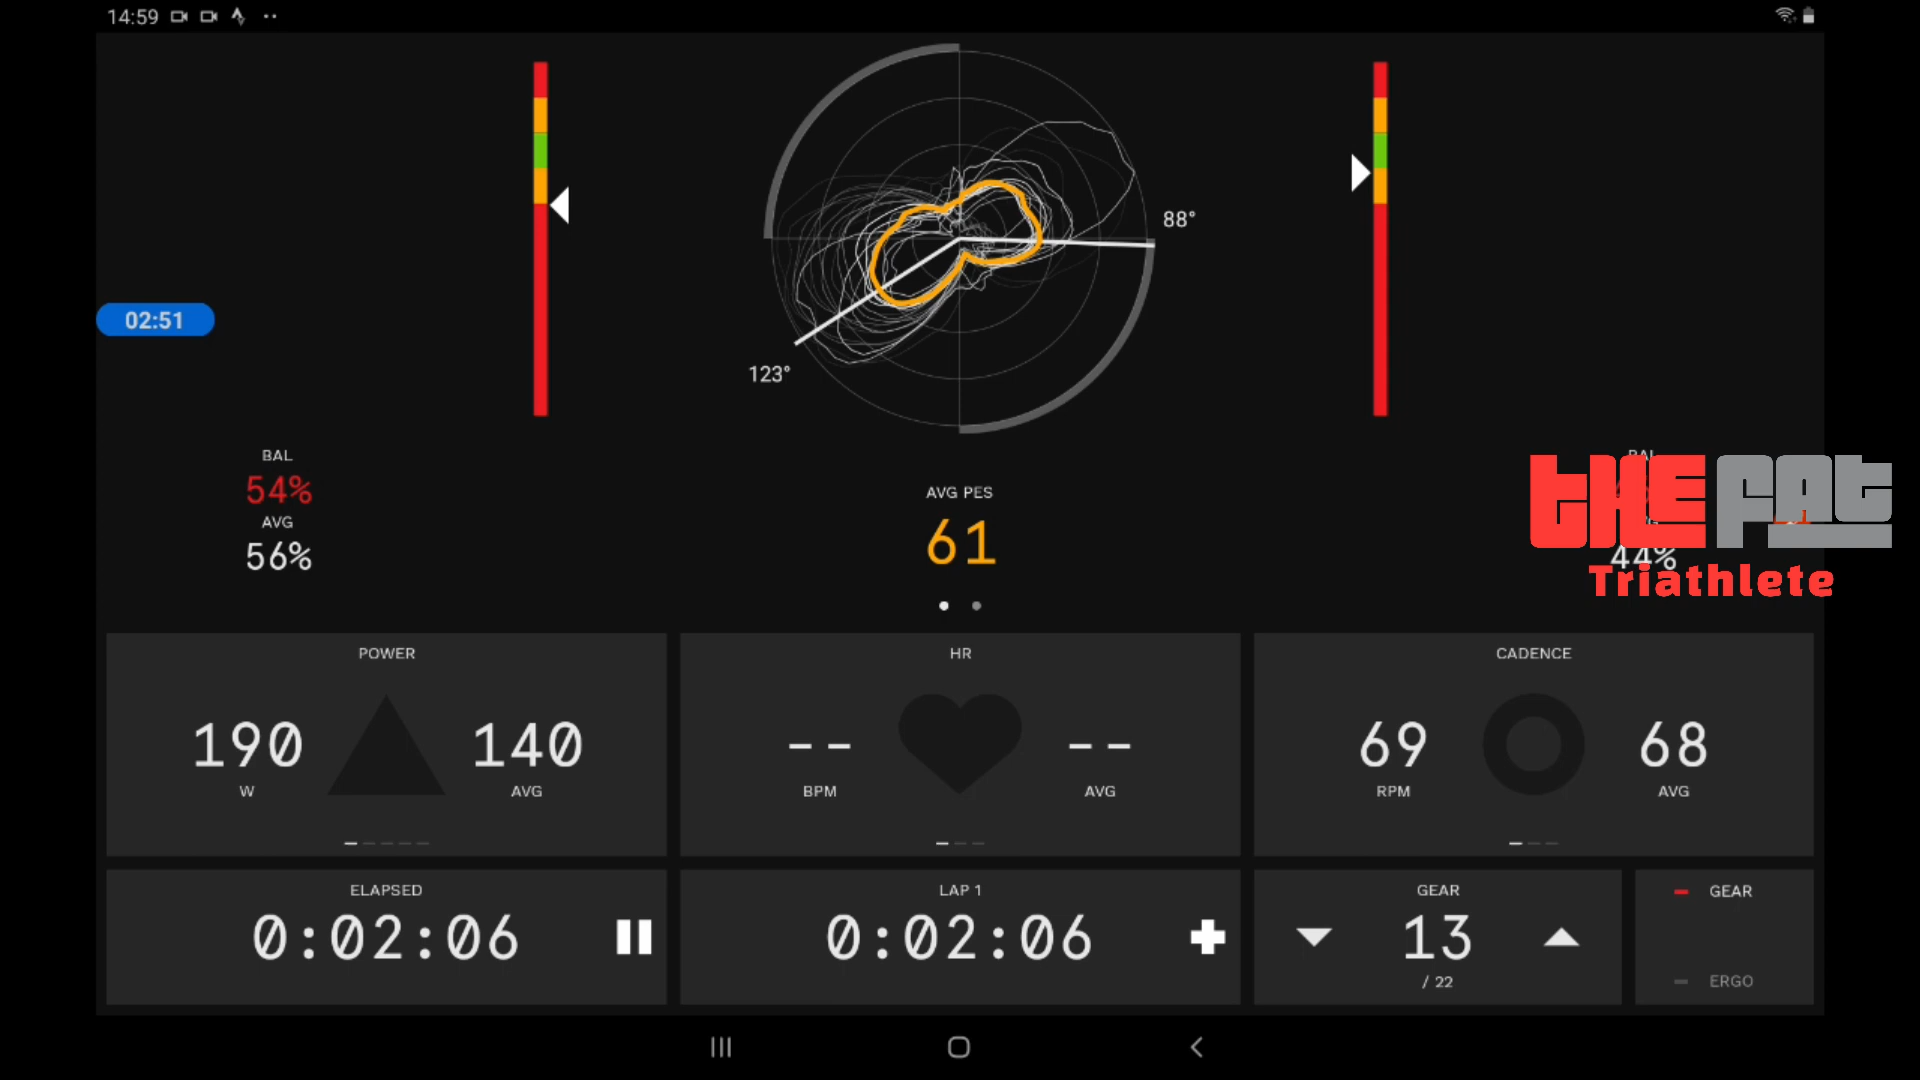 14:59
88°
02:51
123°
BAL
54%
AVG
56%
AVG PES
61
BAL
44%
THE FAT
Triathlete
POWER
190
W
140
AVG
HR
--
BPM
--
AVG
CADENCE
69
RPM
68
AVG
ELAPSED
0:02:06
LAP 1
0:02:06
GEAR
13
/ 22
GEAR
ERGO